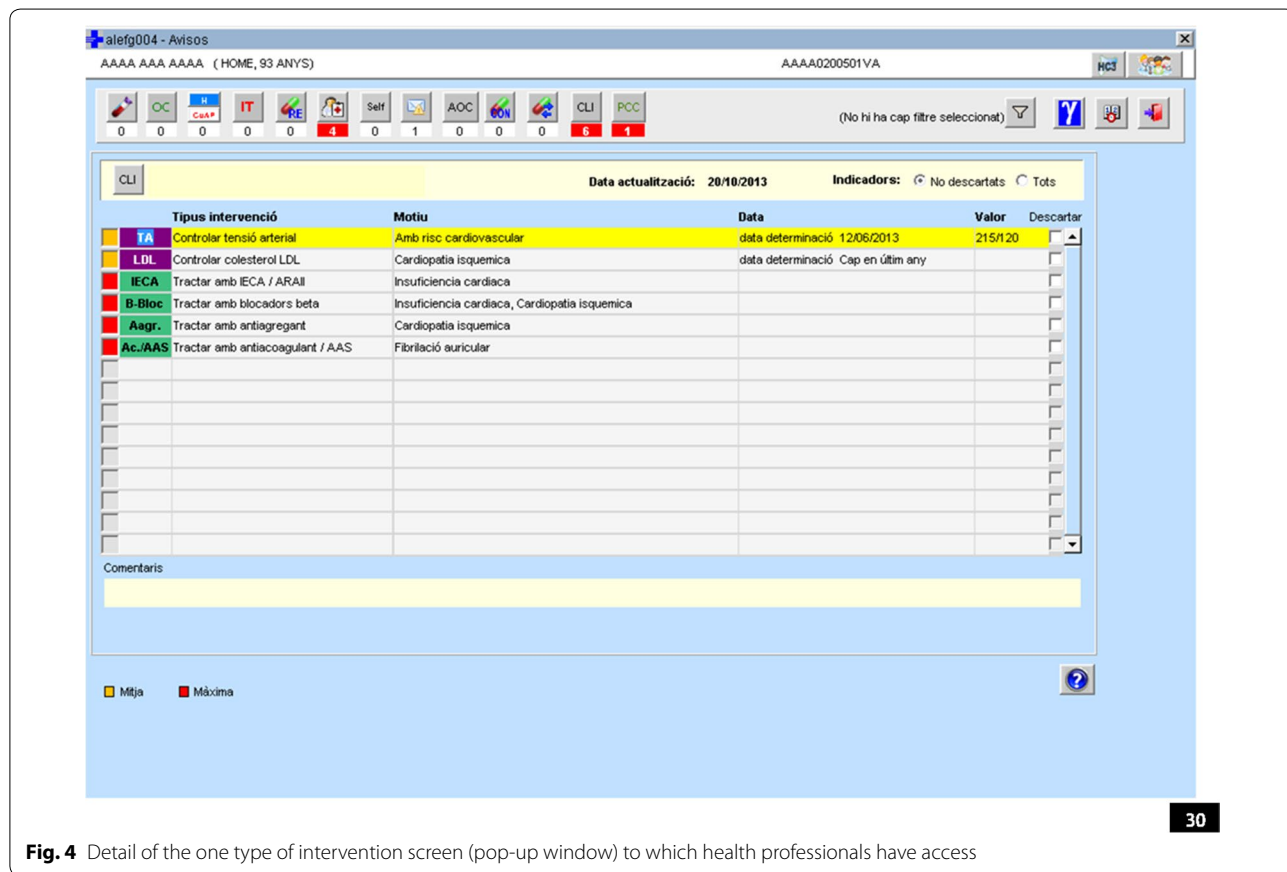 alefg004 - Avisos
AAAA AAA AAAA ( HOME, 93 ANYS) AAAA0200501VA HC3
OC H CuAP IT RE Self AOC CON CLI PCC (No hi ha cap filtre seleccionat) γ
0 0 0 0 0 4 0 1 0 0 0 6 1
CLI Data actualització: 20/10/2013 Indicadors: No descartats Tots
Tipus intervenció Motiu Data Valor Descartar
TA Controlar tensió arterial Amb risc cardiovascular data determinació 12/06/2013 215/120
LDL Controlar colesterol LDL Cardiopatia isquemica data determinació Cap en últim any
IECA Tractar amb IECA / ARAII Insuficiencia cardiaca
B-Bloc Tractar amb blocadors beta Insuficiencia cardiaca, Cardiopatia isquemica
Aagr. Tractar amb antiagregant Cardiopatia isquemica
Ac./AAS Tractar amb antiacoagulant / AAS Fibrilació auricular
Comentaris
Mitja Màxima
30
Fig. 4 Detail of the one type of intervention screen (pop-up window) to which health professionals have access